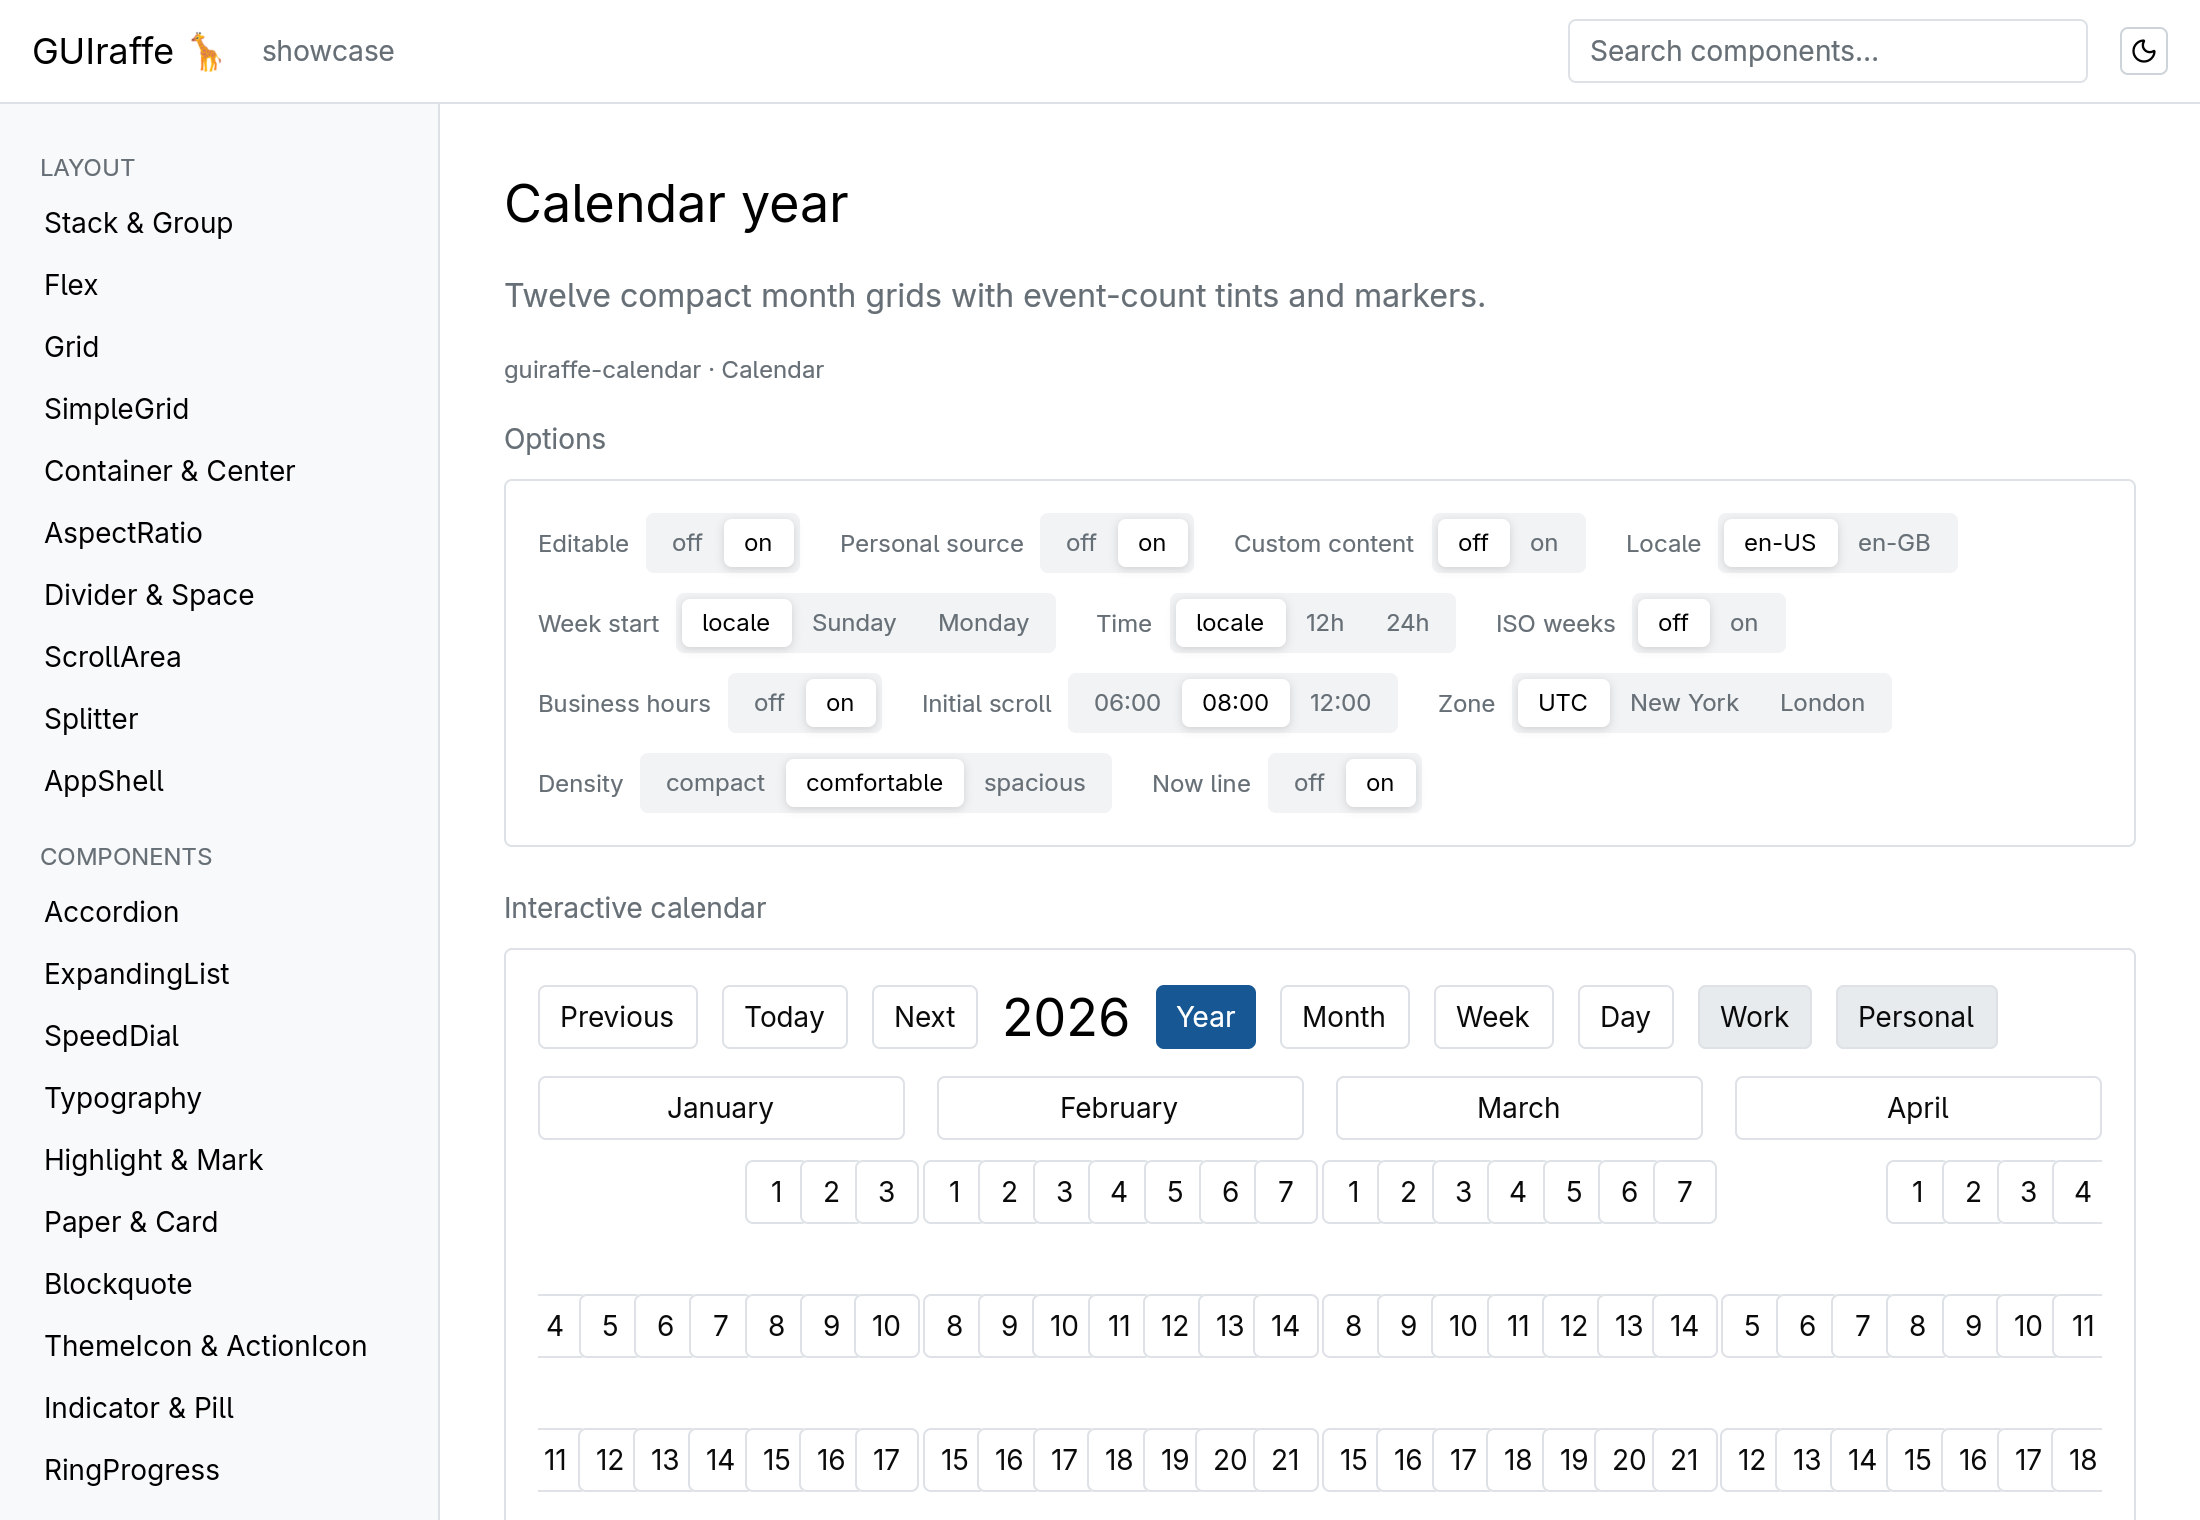 GUIraffe 🦒 showcase Search components...
LAYOUT
Stack & Group
Flex
Grid
SimpleGrid
Container & Center
AspectRatio
Divider & Space
ScrollArea
Splitter
AppShell
COMPONENTS
Accordion
ExpandingList
SpeedDial
Typography
Highlight & Mark
Paper & Card
Blockquote
ThemeIcon & ActionIcon
Indicator & Pill
RingProgress
Calendar year
Twelve compact month grids with event-count tints and markers.
guiraffe-calendar · Calendar
Options
Editable off on Personal source off on Custom content off on Locale en-US en-GB
Week start locale Sunday Monday Time locale 12h 24h ISO weeks off on
Business hours off on Initial scroll 06:00 08:00 12:00 Zone UTC New York London
Density compact comfortable spacious Now line off on
Interactive calendar
Previous Today Next 2026 Year Month Week Day Work Personal
January February March April
1 2 3 1 2 3 4 5 6 7 1 2 3 4 5 6 7 1 2 3 4
4 5 6 7 8 9 10 8 9 10 11 12 13 14 8 9 10 11 12 13 14 5 6 7 8 9 10 11
11 12 13 14 15 16 17 15 16 17 18 19 20 21 15 16 17 18 19 20 21 12 13 14 15 16 17 18